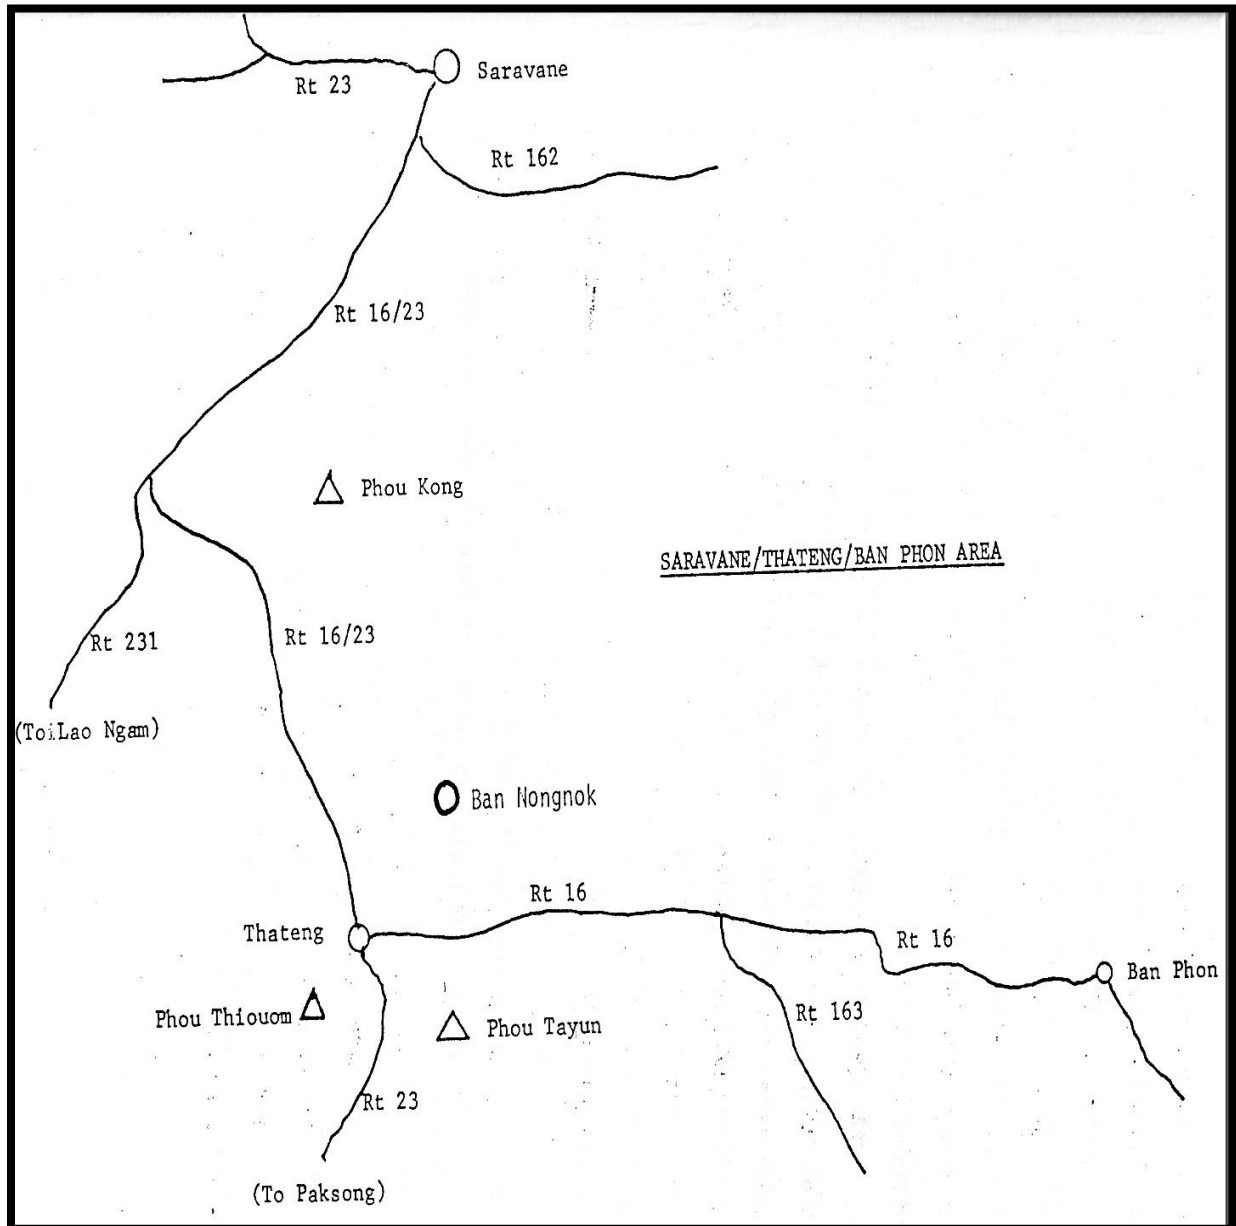 Saravane
Rt 23
Rt 162
Rt 16/23
Phou Kong
SARAVANE/THATENG/BAN PHON AREA
Rt 231
Rt 16/23
(To Lao Ngam)
Ban Nongnok
Rt 16
Thateng
Rt 16
Ban Phon
Phou Thiouom
Phou Tayun
Rt 163
Rt 23
(To Paksong)